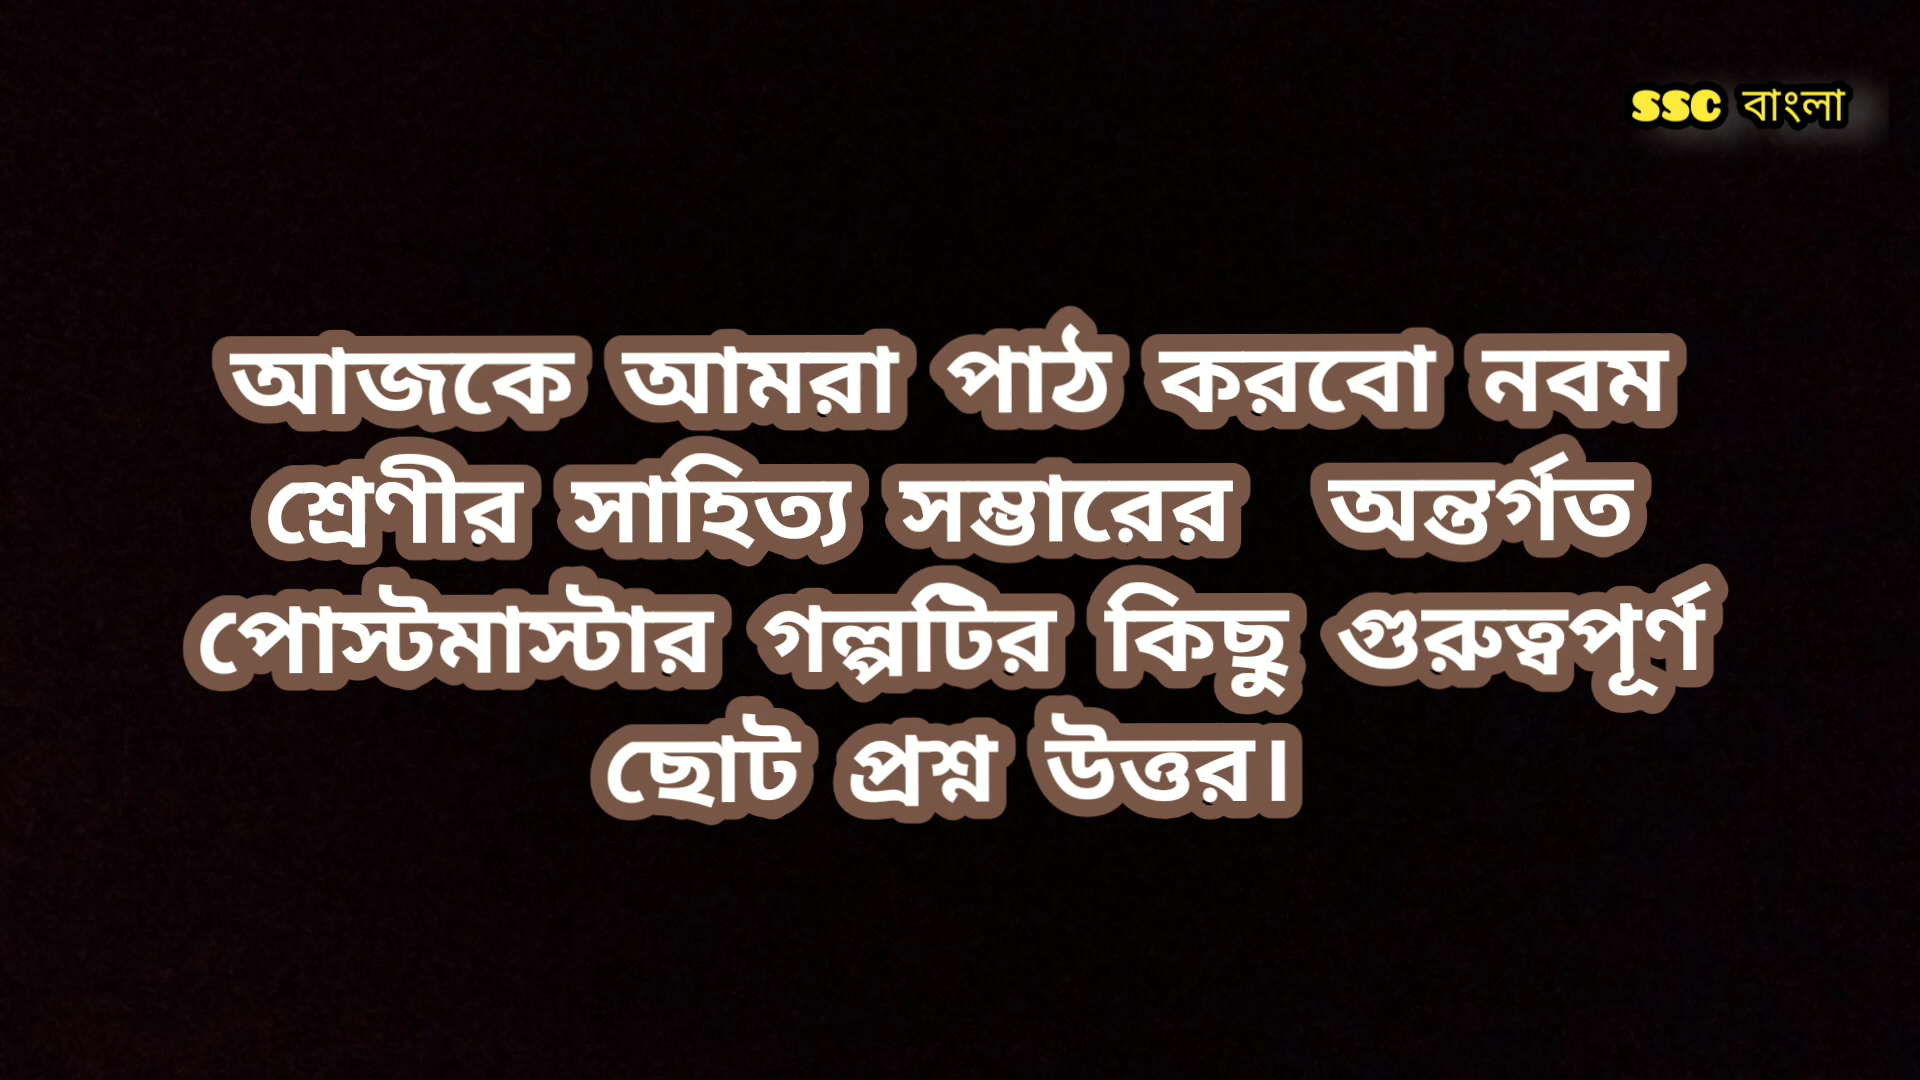 SSC বাংলা
আজকে আমরা পাঠ করবো নবম
শ্রেণীর সাহিত্য সম্ভারের অন্তর্গত
পোস্টমাস্টার গল্পটির কিছু গুরুত্বপূর্ণ
ছোট প্রশ্ন উত্তর।